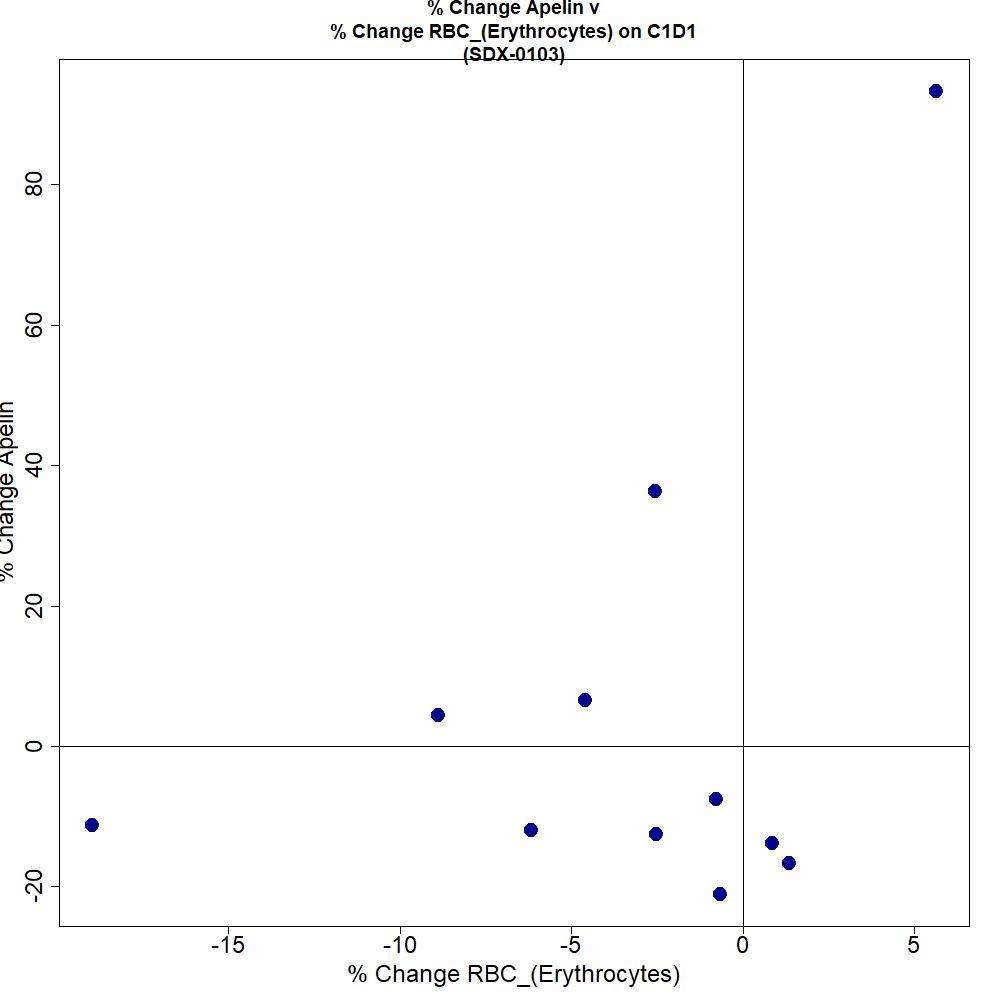 % Change Apelin v
% Change RBC_(Erythrocytes) on C1D1
(SDX-0103)
% Change Apelin
80
60
40
20
0
-20
-15
-10
-5
0
5
% Change RBC_(Erythrocytes)